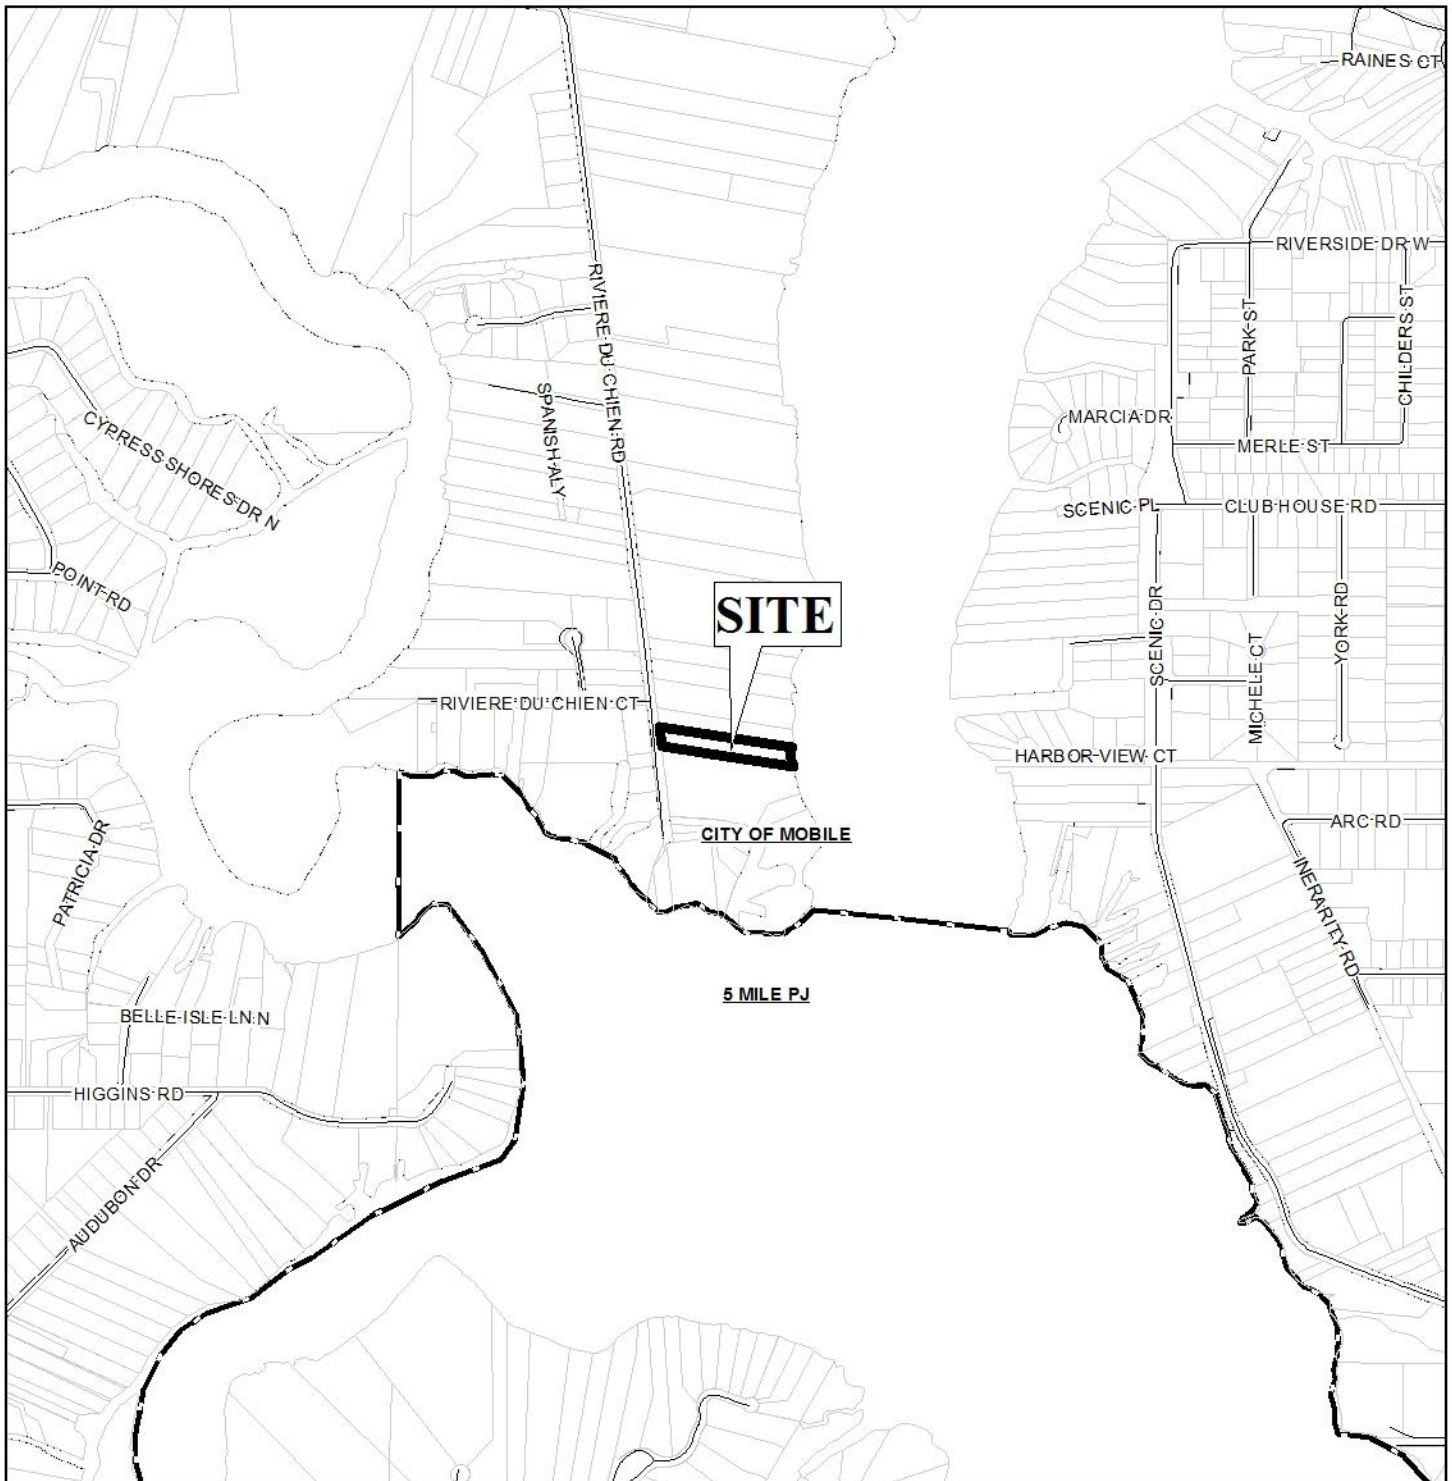 RAINES CT
RIVERSIDE DR W
RIVIERE DU CHIEN RD
PARK ST
CHILDERS ST
SPANISH ALY
MARCIA DR
CYPRESS SHORES DR N
MERLE ST
SCENIC PL
CLUB HOUSE RD
POINT RD
SITE
SCENIC DR
YORK RD
MICHELE CT
RIVIERE DU CHIEN CT
HARBOR VIEW CT
ARC RD
CITY OF MOBILE
PATRICIA DR
INERARITY RD
5 MILE PJ
BELLE ISLE LN N
HIGGINS RD
AUDUBON DR